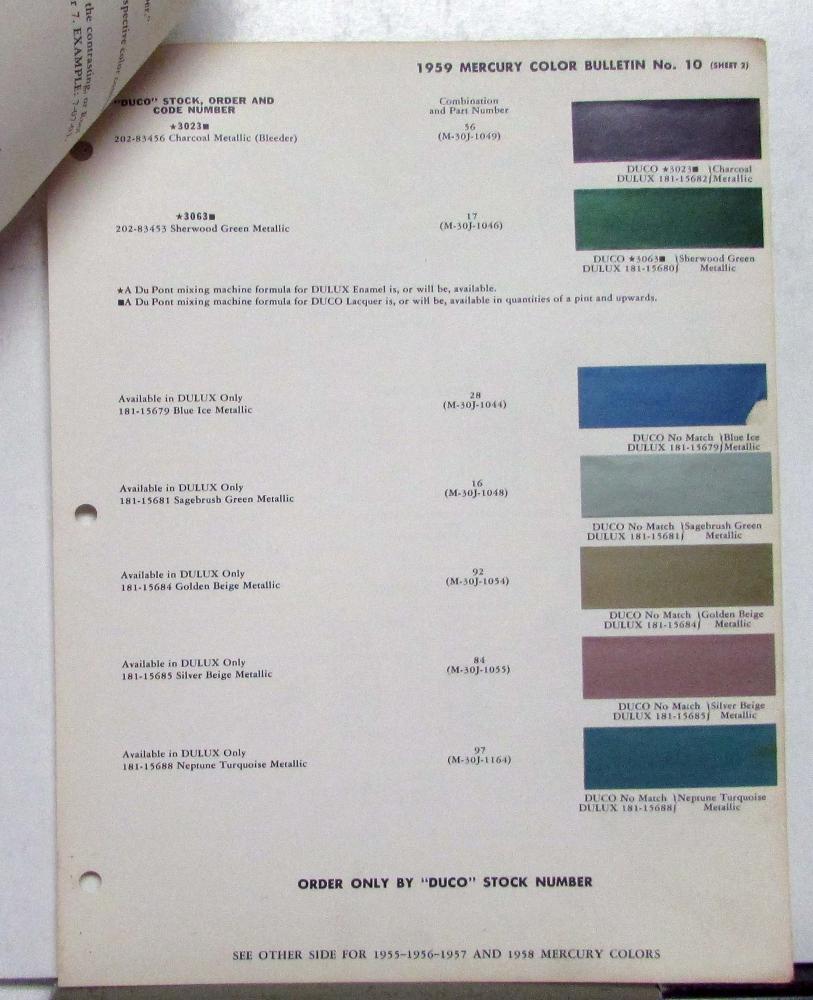 1959 MERCURY COLOR BULLETIN No. 10 (SHEET 2)
"DUCO" STOCK, ORDER AND
CODE NUMBER
Combination
and Part Number
★3023■
202-83456 Charcoal Metallic (Bleeder)
56
(M-30J-1049)
DUCO ★3023■ }Charcoal
DULUX 181-15682 Metallic
★3063■
202-83453 Sherwood Green Metallic
17
(M-30J-1046)
DUCO ★3063■ }Sherwood Green
DULUX 181-15680 Metallic
★A Du Pont mixing machine formula for DULUX Enamel is, or will be, available.
■A Du Pont mixing machine formula for DUCO Lacquer is, or will be, available in quantities of a pint and upwards.
Available in DULUX Only
181-15679 Blue Ice Metallic
28
(M-30J-1044)
DUCO No Match }Blue Ice
DULUX 181-15679 Metallic
Available in DULUX Only
181-15681 Sagebrush Green Metallic
16
(M-30J-1048)
DUCO No Match }Sagebrush Green
DULUX 181-15681 Metallic
Available in DULUX Only
181-15684 Golden Beige Metallic
92
(M-30J-1054)
DUCO No Match }Golden Beige
DULUX 181-15684 Metallic
Available in DULUX Only
181-15685 Silver Beige Metallic
84
(M-30J-1055)
DUCO No Match }Silver Beige
DULUX 181-15685 Metallic
Available in DULUX Only
181-15688 Neptune Turquoise Metallic
97
(M-30J-1164)
DUCO No Match }Neptune Turquoise
DULUX 181-15688 Metallic
ORDER ONLY BY "DUCO" STOCK NUMBER
SEE OTHER SIDE FOR 1955-1956-1957 AND 1958 MERCURY COLORS
the contrasting, or
r 7. EXAMPLE: